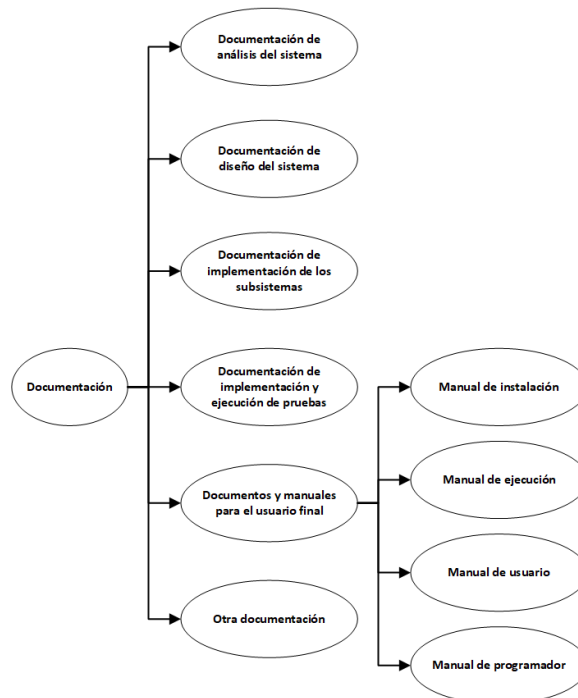 Documentación de
análisis del sistema
Documentación de
diseño del sistema
Documentación de
implementación de los
subsistemas
Documentación
Documentación de
implementación y
ejecución de pruebas
Manual de instalación
Documentos y manuales
para el usuario final
Manual de ejecución
Manual de usuario
Otra documentación
Manual de programador